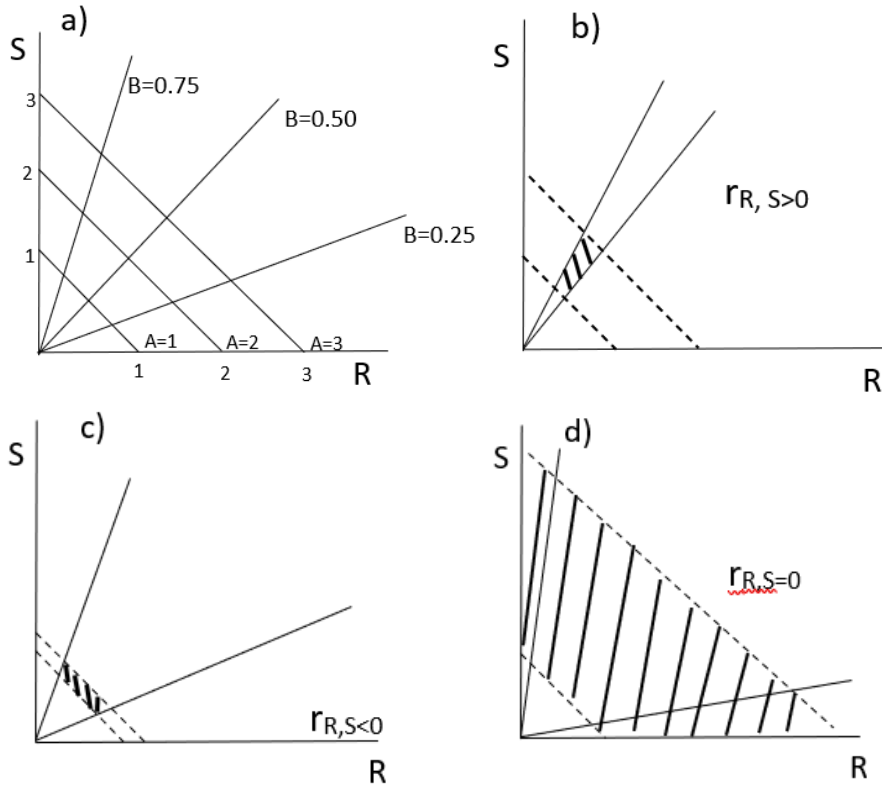 a)
S
B=0.75
3
B=0.50
2
B=0.25
1
A=1 A=2 A=3
1 2 3 R
b)
S
rR, S>0
R
c)
S
rR,S<0
R
d)
S
rR,S=0
R